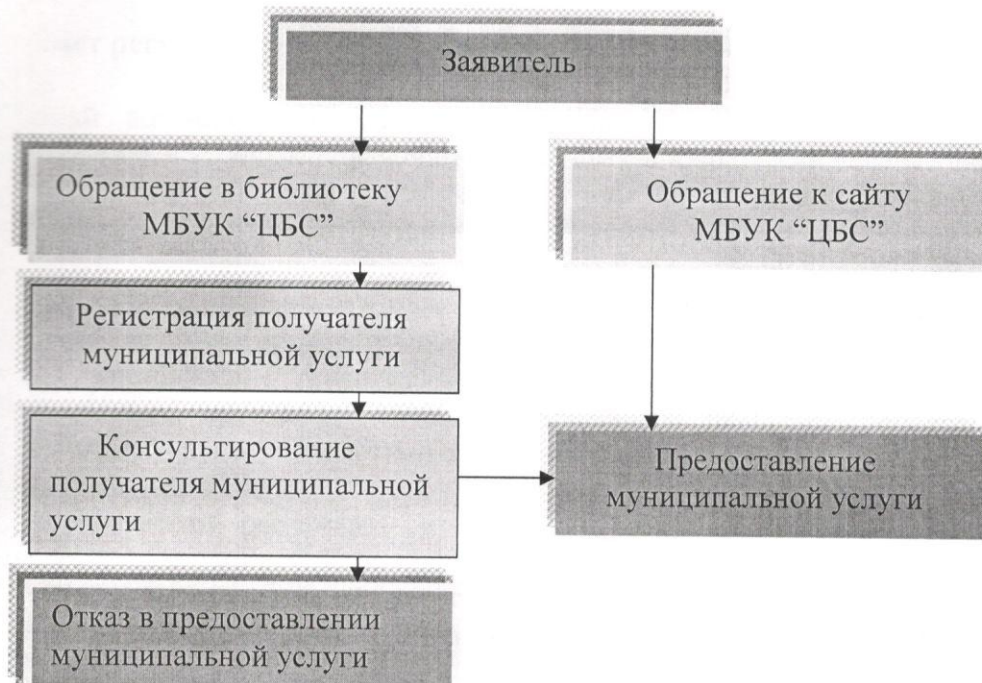 Заявитель
Обращение в библиотеку
МБУК “ЦБС”
Обращение к сайту
МБУК “ЦБС”
Регистрация получателя
муниципальной услуги
Консультирование
получателя муниципальной
услуги
Предоставление
муниципальной услуги
Отказ в предоставлении
муниципальной услуги